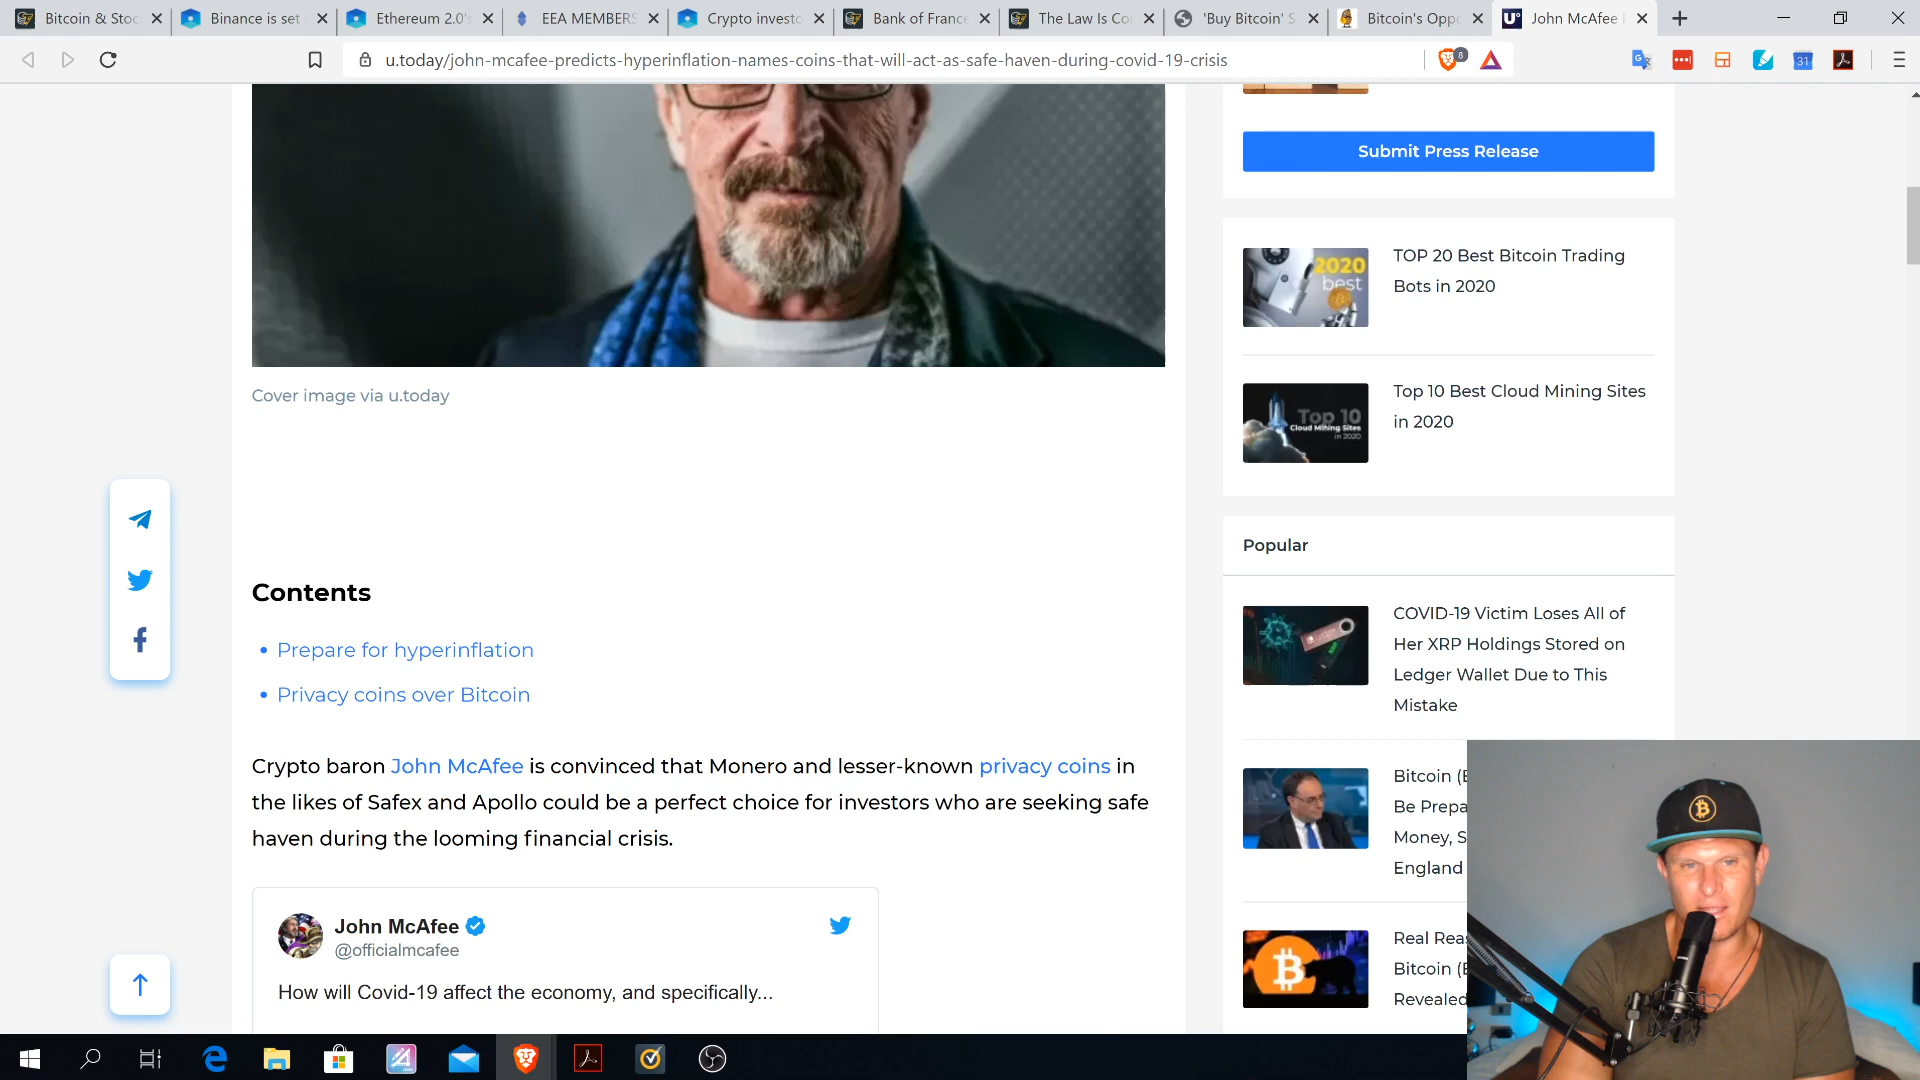 Bitcoin & Stoc
Binance is set
Ethereum 2.0's
EEA MEMBERS
Crypto investo
Bank of France
The Law Is Co
'Buy Bitcoin' S
Bitcoin's Oppo
John McAfee
u.today/john-mcafee-predicts-hyperinflation-names-coins-that-will-act-as-safe-haven-during-covid-19-crisis
8
31
Submit Press Release
2020
best
TOP 20 Best Bitcoin Trading
Bots in 2020
Cover image via u.today
Top 10
Cloud Mining Sites
in 2020
Top 10 Best Cloud Mining Sites
in 2020
Popular
Contents
• Prepare for hyperinflation
• Privacy coins over Bitcoin
COVID-19 Victim Loses All of
Her XRP Holdings Stored on
Ledger Wallet Due to This
Mistake
Crypto baron John McAfee is convinced that Monero and lesser-known privacy coins in
the likes of Safex and Apollo could be a perfect choice for investors who are seeking safe
haven during the looming financial crisis.
Bitcoin (
Be Prepa
Money, S
England
John McAfee
@officialmcafee
How will Covid-19 affect the economy, and specifically...
Real Rea
Bitcoin (
Revealed